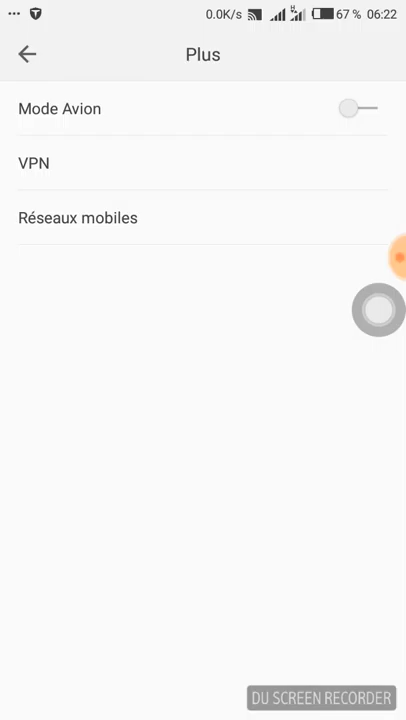 0.0K/s H 67 % 06:22
Plus
Mode Avion
VPN
Réseaux mobiles
DU SCREEN RECORDER